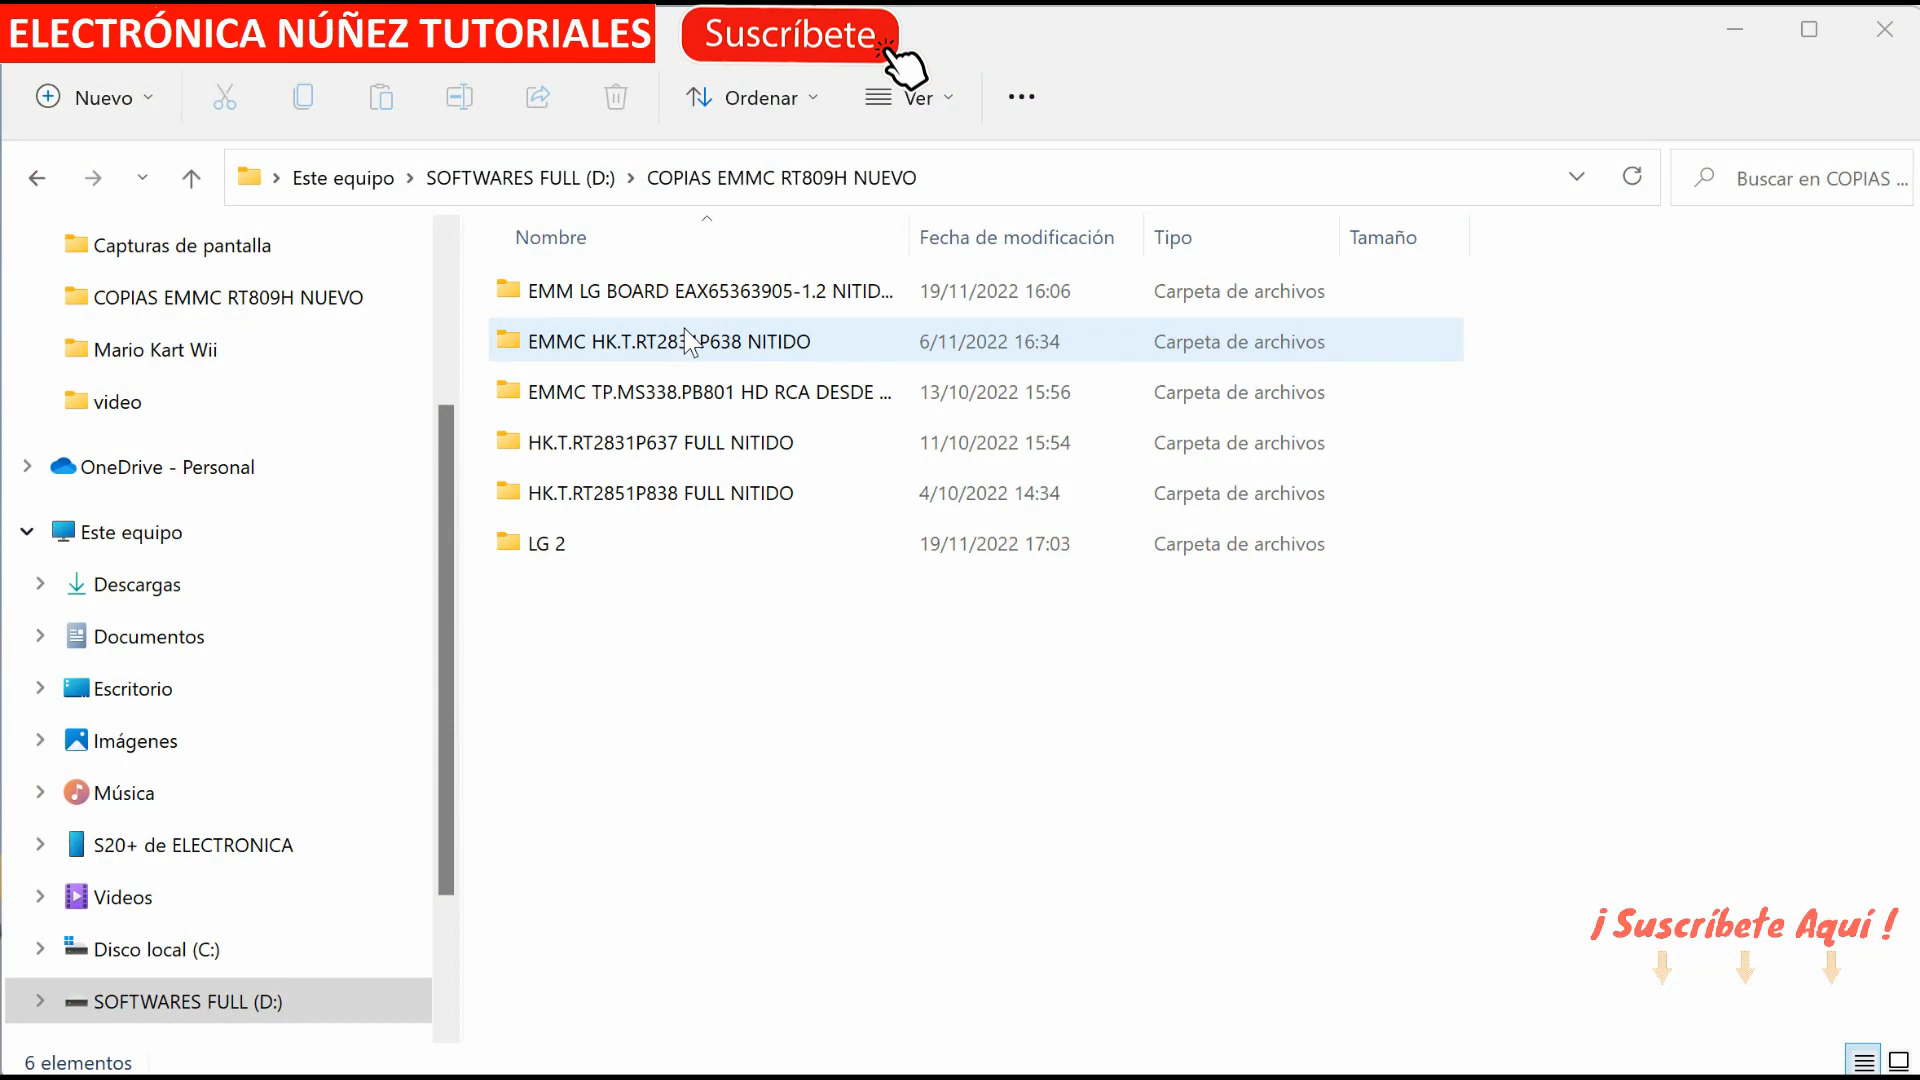 ELECTRÓNICA NÚÑEZ TUTORIALES
Suscríbete
Nuevo
Ordenar
Ver
Este equipo
SOFTWARES FULL (D:)
COPIAS EMMC RT809H NUEVO
Buscar en COPIAS ...
Nombre
Fecha de modificación
Tipo
Tamaño
Capturas de pantalla
COPIAS EMMC RT809H NUEVO
Mario Kart Wii
video
OneDrive - Personal
Este equipo
Descargas
Documentos
Escritorio
Imágenes
Música
S20+ de ELECTRONICA
Videos
Disco local (C:)
SOFTWARES FULL (D:)
EMM LG BOARD EAX65363905-1.2 NITID... 19/11/2022 16:06 Carpeta de archivos
EMMC HK.T.RT2831P638 NITIDO 6/11/2022 16:34 Carpeta de archivos
EMMC TP.MS338.PB801 HD RCA DESDE ... 13/10/2022 15:56 Carpeta de archivos
HK.T.RT2831P637 FULL NITIDO 11/10/2022 15:54 Carpeta de archivos
HK.T.RT2851P838 FULL NITIDO 4/10/2022 14:34 Carpeta de archivos
LG 2 19/11/2022 17:03 Carpeta de archivos
¡ Suscríbete Aquí !
6 elementos